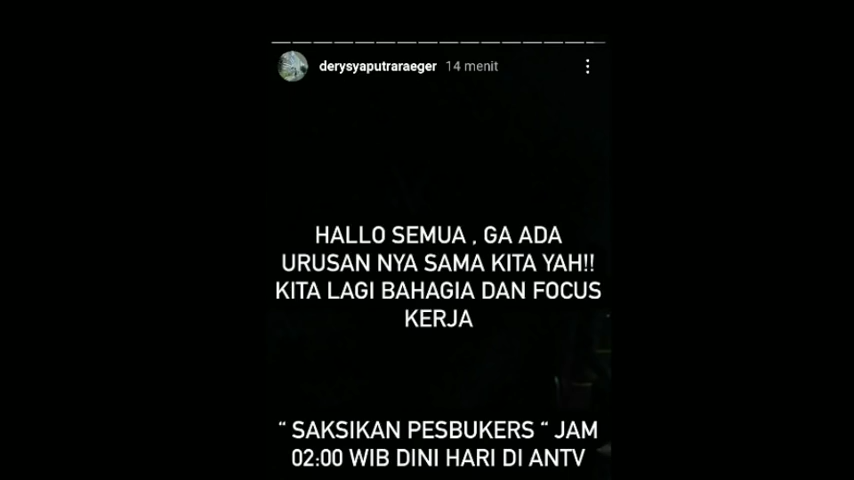 derysyaputraraeger 14 menit
HALLO SEMUA , GA ADA
URUSAN NYA SAMA KITA YAH!!
KITA LAGI BAHAGIA DAN FOCUS
KERJA
“ SAKSIKAN PESBUKERS “ JAM
02:00 WIB DINI HARI DI ANTV